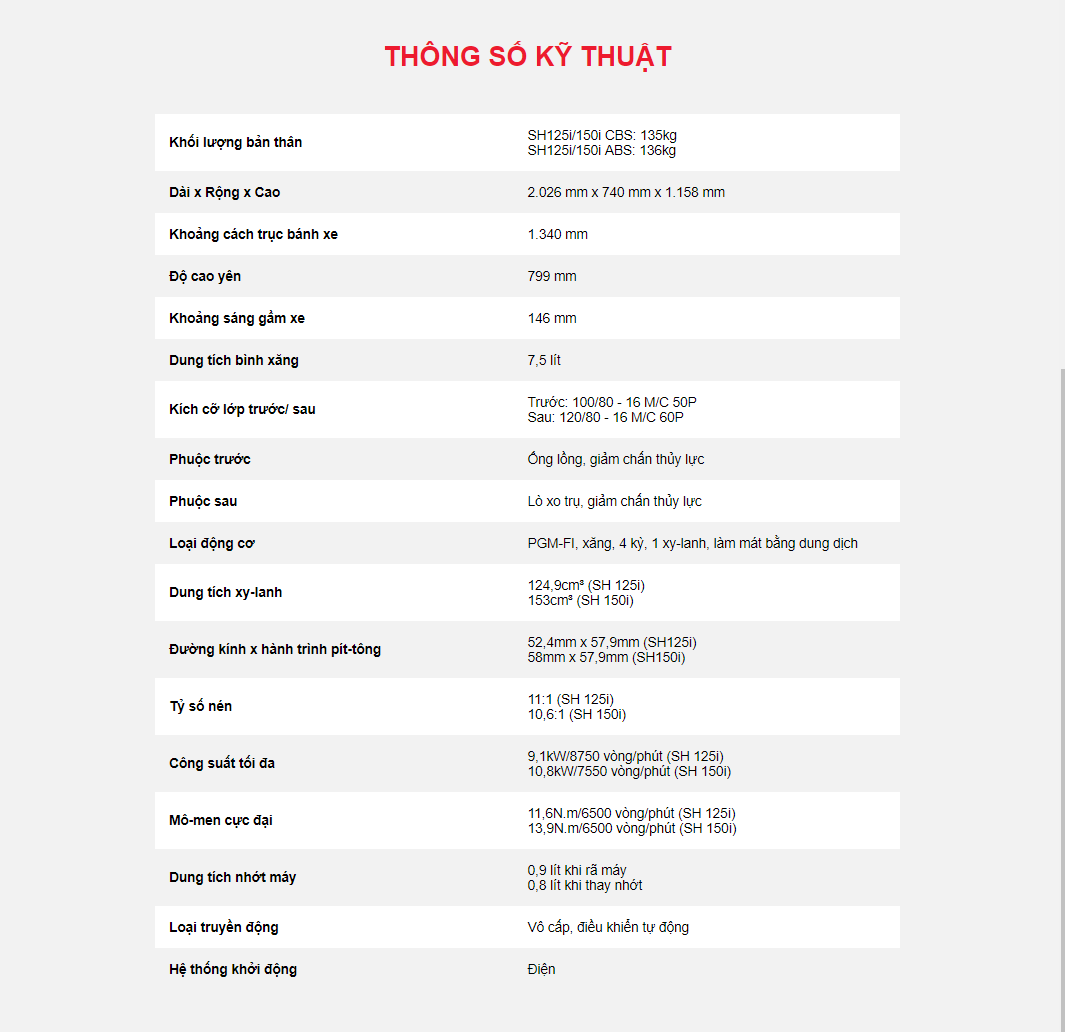 THÔNG SỐ KỸ THUẬT
Khối lượng bản thân
SH125i/150i CBS: 135kg
SH125i/150i ABS: 136kg
Dài x Rộng x Cao
2.026 mm x 740 mm x 1.158 mm
Khoảng cách trục bánh xe
1.340 mm
Độ cao yên
799 mm
Khoảng sáng gầm xe
146 mm
Dung tích bình xăng
7,5 lít
Kích cỡ lớp trước/ sau
Trước: 100/80 - 16 M/C 50P
Sau: 120/80 - 16 M/C 60P
Phuộc trước
Ống lồng, giảm chấn thủy lực
Phuộc sau
Lò xo trụ, giảm chấn thủy lực
Loại động cơ
PGM-FI, xăng, 4 kỳ, 1 xy-lanh, làm mát bằng dung dịch
Dung tích xy-lanh
124,9cm³ (SH 125i)
153cm³ (SH 150i)
Đường kính x hành trình pít-tông
52,4mm x 57,9mm (SH125i)
58mm x 57,9mm (SH150i)
Tỷ số nén
11:1 (SH 125i)
10,6:1 (SH 150i)
Công suất tối đa
9,1kW/8750 vòng/phút (SH 125i)
10,8kW/7550 vòng/phút (SH 150i)
Mô-men cực đại
11,6N.m/6500 vòng/phút (SH 125i)
13,9N.m/6500 vòng/phút (SH 150i)
Dung tích nhớt máy
0,9 lít khi rã máy
0,8 lít khi thay nhớt
Loại truyền động
Vô cấp, điều khiển tự động
Hệ thống khởi động
Điện